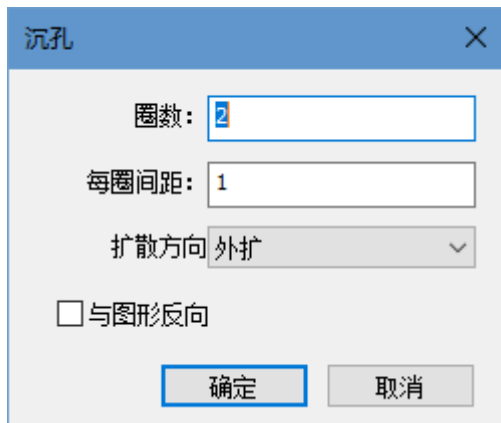 沉孔
圈数：2
每圈间距：1
扩散方向 外扩
与图形反向
确定 取消